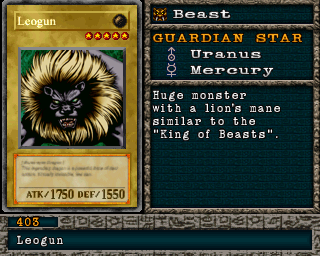 Leogun
ATK/1750 DEF/1550
Beast
GUARDIAN STAR
Uranus
Mercury
Huge monster
with a lion's mane
similar to the
"King of Beasts".
403
Leogun